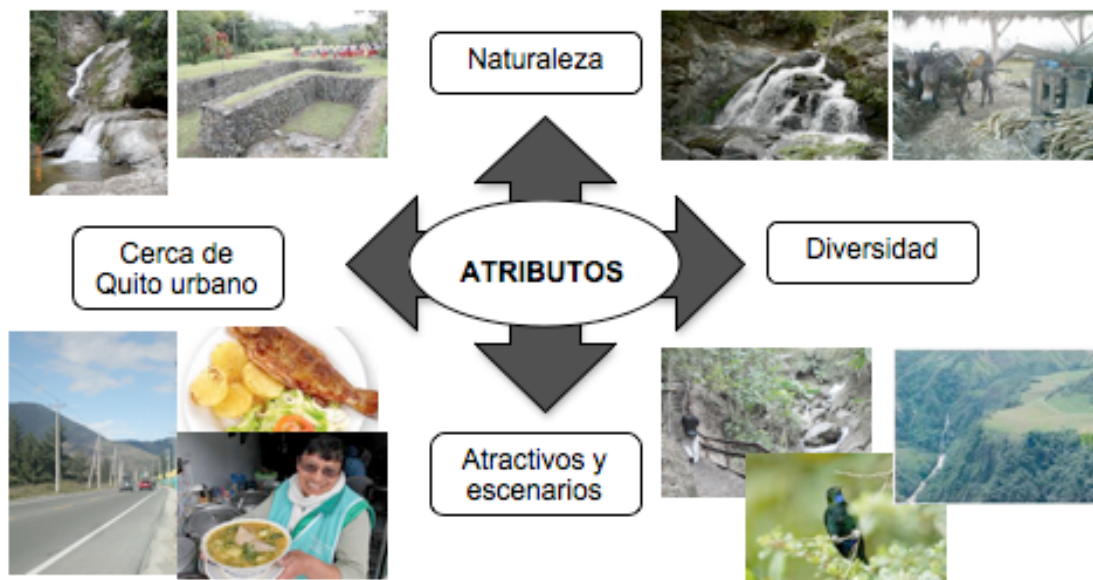 Naturaleza
Cerca de
Quito urbano
ATRIBUTOS
Diversidad
Atractivos y
escenarios